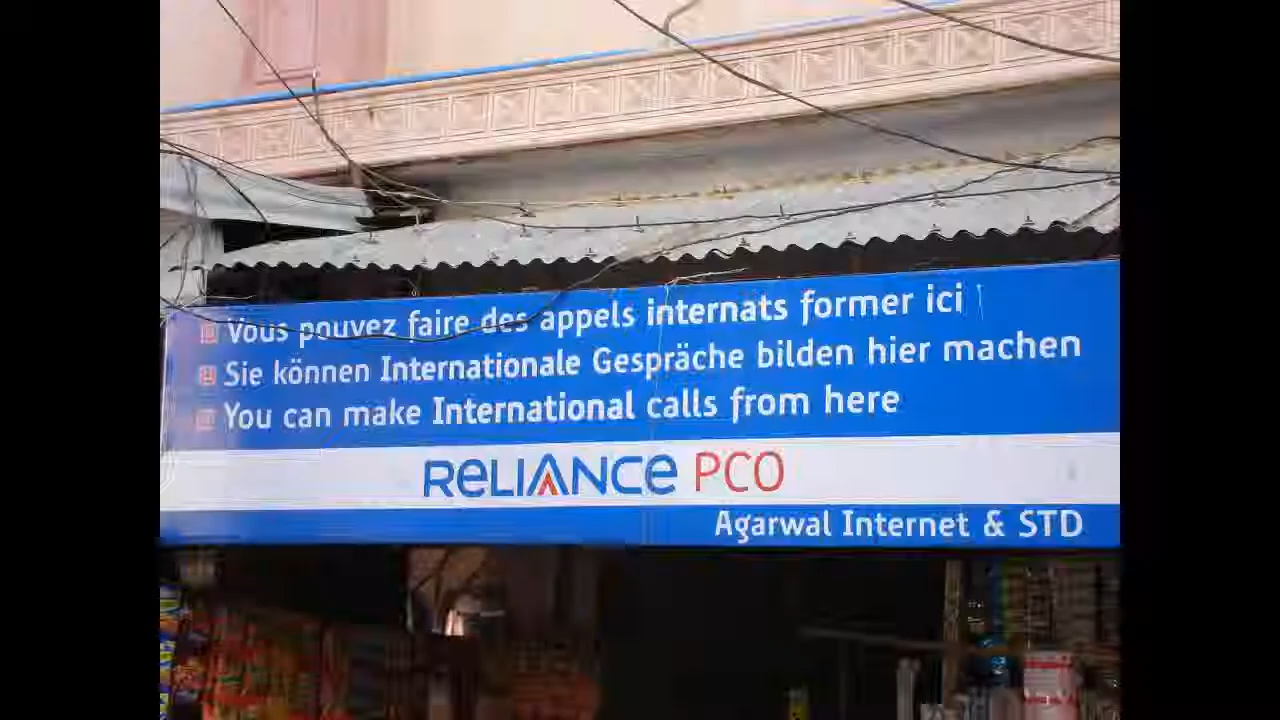 Vous pouvez faire des appels internats former ici
Sie können Internationale Gespräche bilden hier machen
You can make International calls from here
RELIANCE PCO
Agarwal Internet & STD